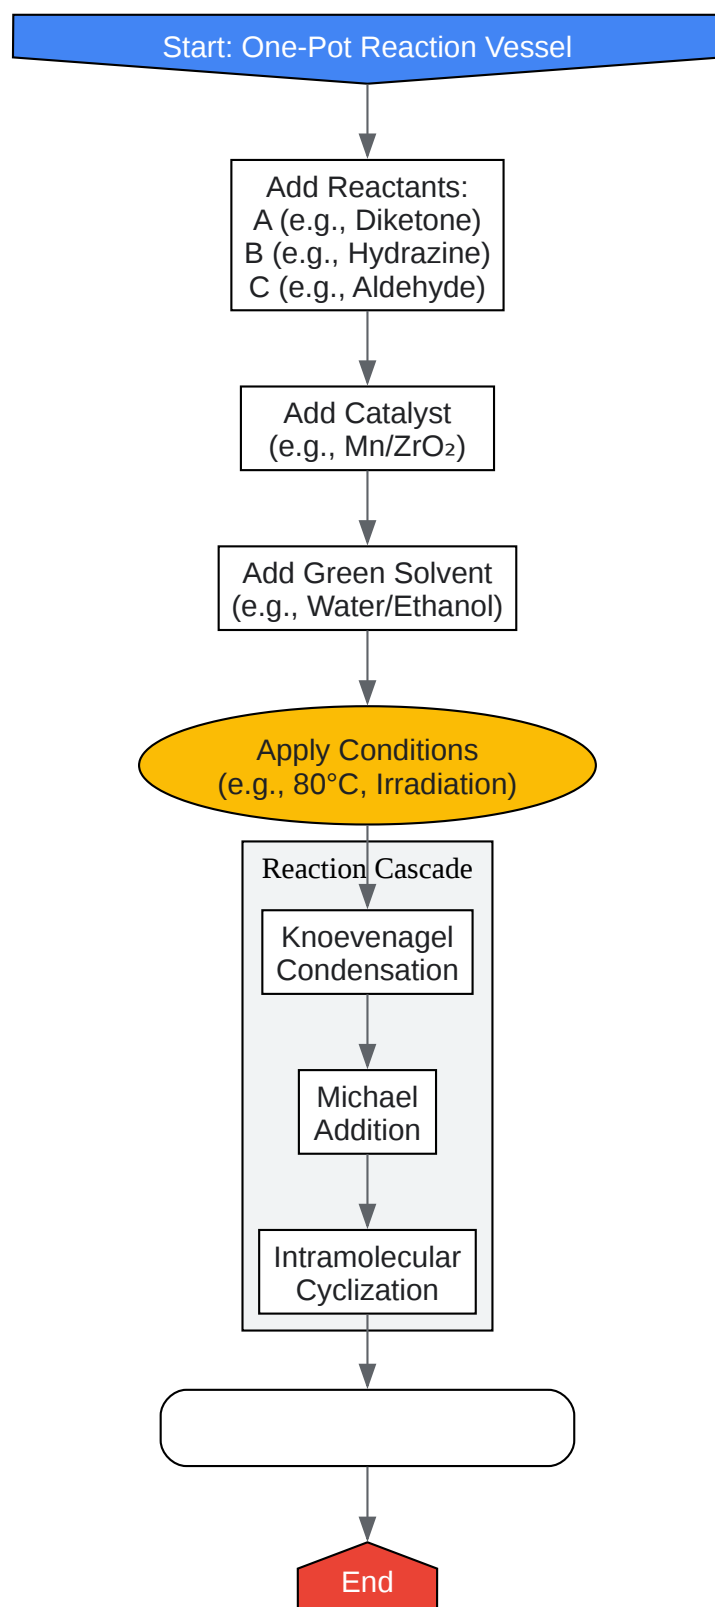 Start: One-Pot Reaction Vessel
Add Reactants:
A (e.g., Diketone)
B (e.g., Hydrazine)
C (e.g., Aldehyde)
Add Catalyst
(e.g., Mn/ZrO₂)
Add Green Solvent
(e.g., Water/Ethanol)
Apply Conditions
(e.g., 80°C, Irradiation)
Reaction Cascade
Knoevenagel
Condensation
Michael
Addition
Intramolecular
Cyclization
End